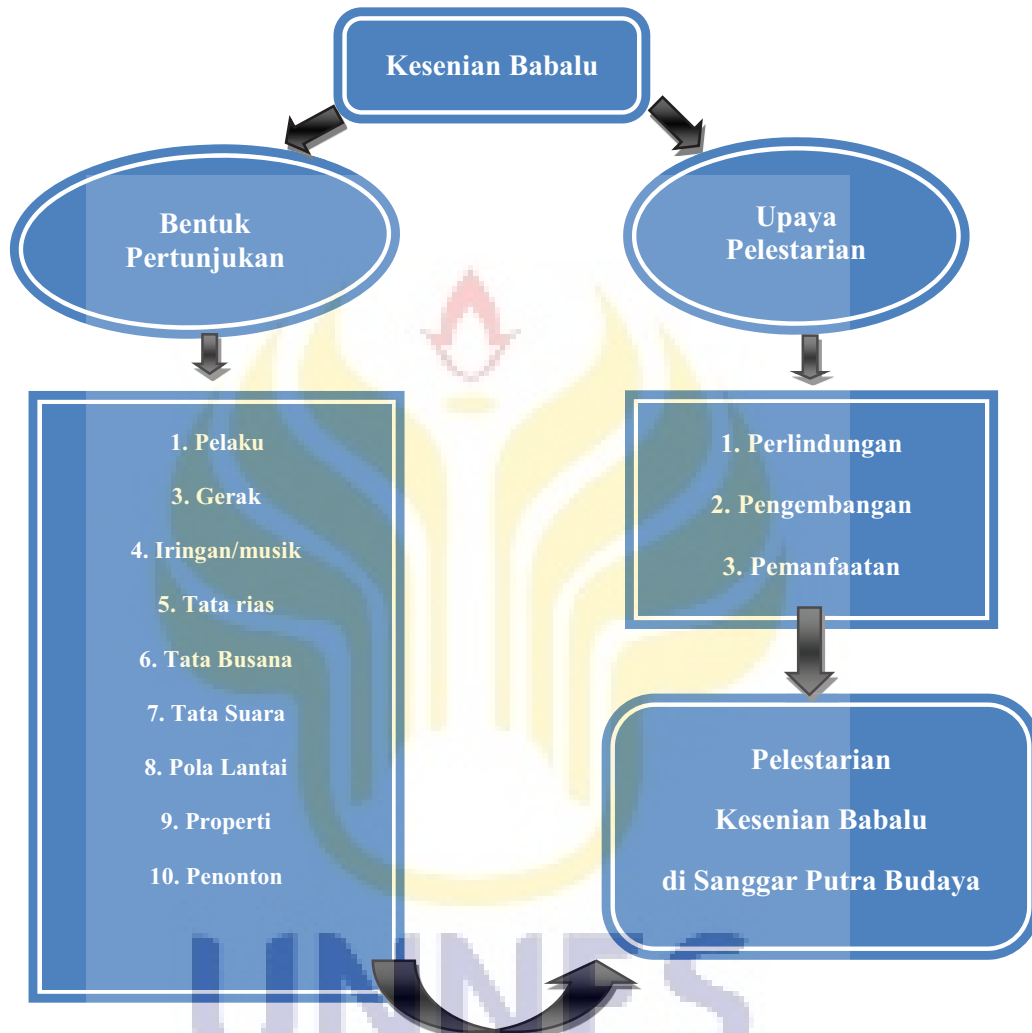 Kesenian Babalu
Bentuk
Pertunjukan
Upaya
Pelestarian
1. Pelaku
3. Gerak
4. Iringan/musik
5. Tata rias
6. Tata Busana
7. Tata Suara
8. Pola Lantai
9. Properti
10. Penonton
1. Perlindungan
2. Pengembangan
3. Pemanfaatan
Pelestarian
Kesenian Babalu
di Sanggar Putra Budaya
UNNES